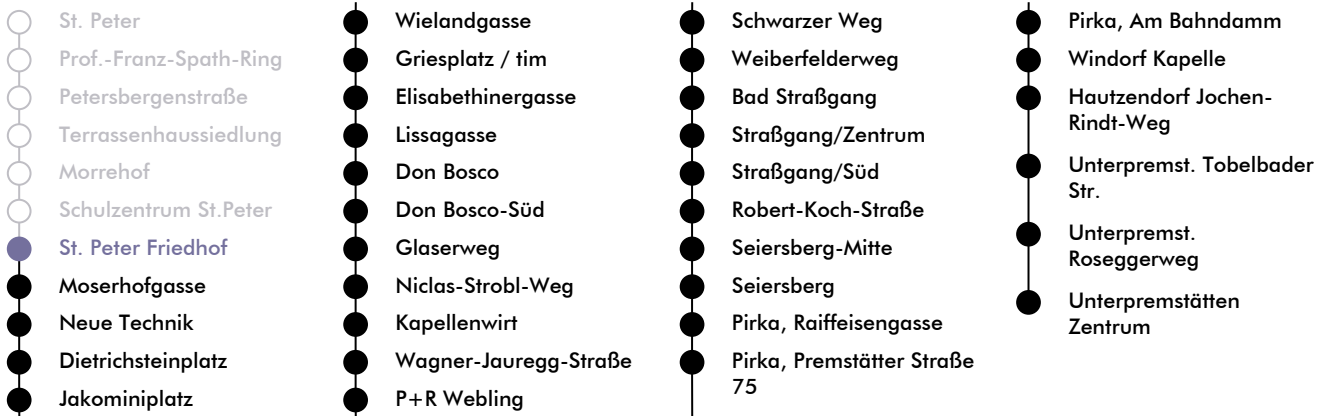 St. Peter
Prof.-Franz-Spath-Ring
Petersbergenstraße
Terrassenhaussiedlung
Morrehof
Schulzentrum St.Peter
St. Peter Friedhof
Moserhofgasse
Neue Technik
Dietrichsteinplatz
Jakominiplatz
Wielandgasse
Griesplatz / tim
Elisabethinergasse
Lissagasse
Don Bosco
Don Bosco-Süd
Glaserweg
Niclas-Strobl-Weg
Kapellenwirt
Wagner-Jauregg-Straße
P+R Webling
Schwarzer Weg
Weiberfelderweg
Bad Straßgang
Straßgang/Zentrum
Straßgang/Süd
Robert-Koch-Straße
Seiersberg-Mitte
Seiersberg
Pirka, Raiffeisengasse
Pirka, Premstätter Straße
75
Pirka, Am Bahndamm
Windorf Kapelle
Hautzendorf Jochen-
Rindt-Weg
Unterpremst. Tobelbader
Str.
Unterpremst.
Roseggerweg
Unterpremstätten
Zentrum